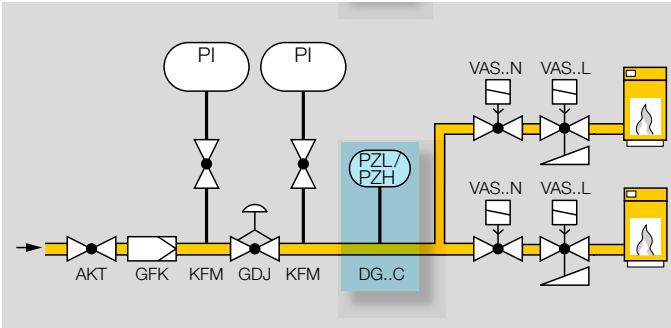 PI
PI
VAS..N
VAS..L
PZL/
PZH
VAS..N
VAS..L
AKT
GFK
KFM
GDJ
KFM
DG..C